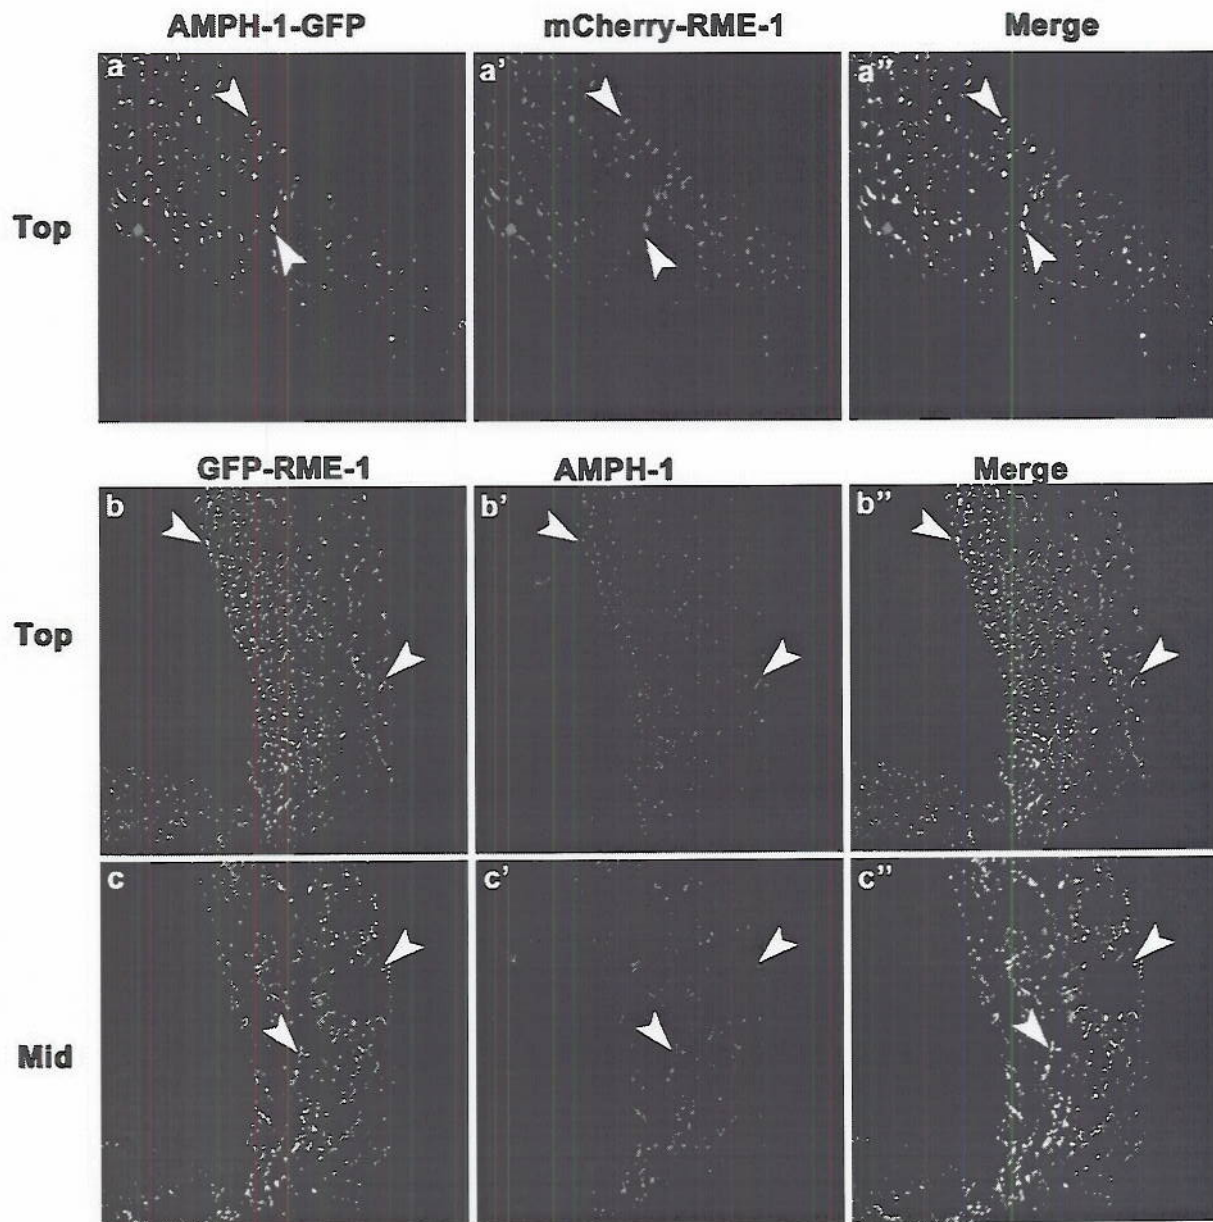 AMPH-1-GFP mCherry-RME-1 Merge
a a' a"
Top
GFP-RME-1 AMPH-1 Merge
b b' b"
Top
c c' c"
Mid